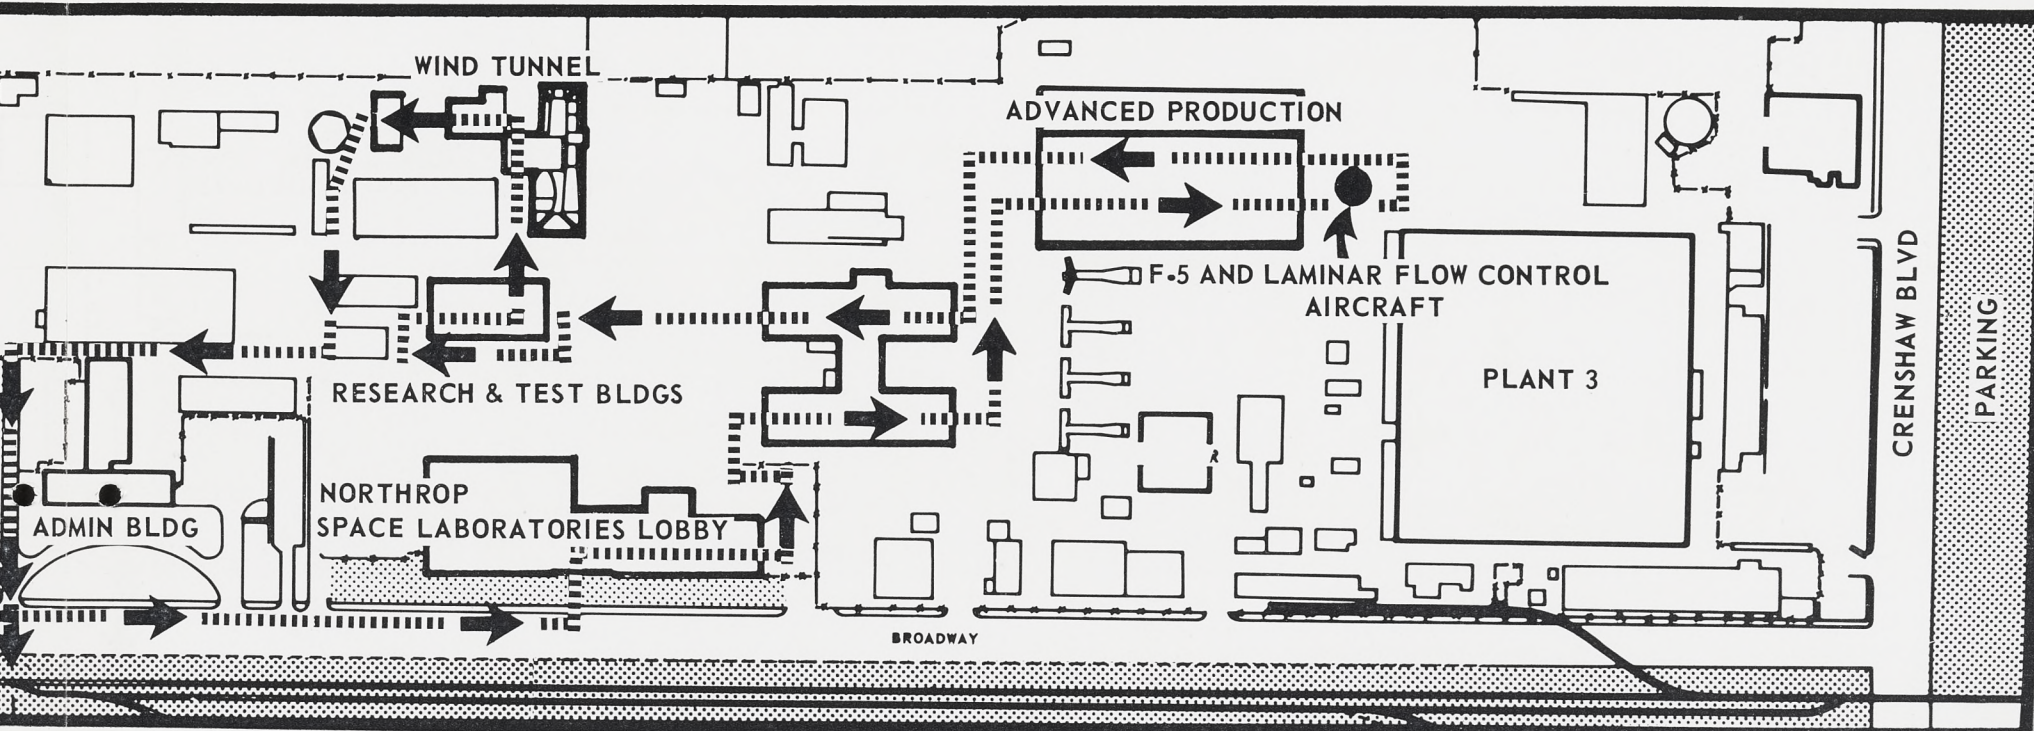 WIND TUNNEL
ADVANCED PRODUCTION
F-5 AND LAMINAR FLOW CONTROL
AIRCRAFT
PLANT 3
CRENSHAW BLVD
PARKING
RESEARCH & TEST BLDGS
NORTHROP
SPACE LABORATORIES LOBBY
ADMIN BLDG
BROADWAY